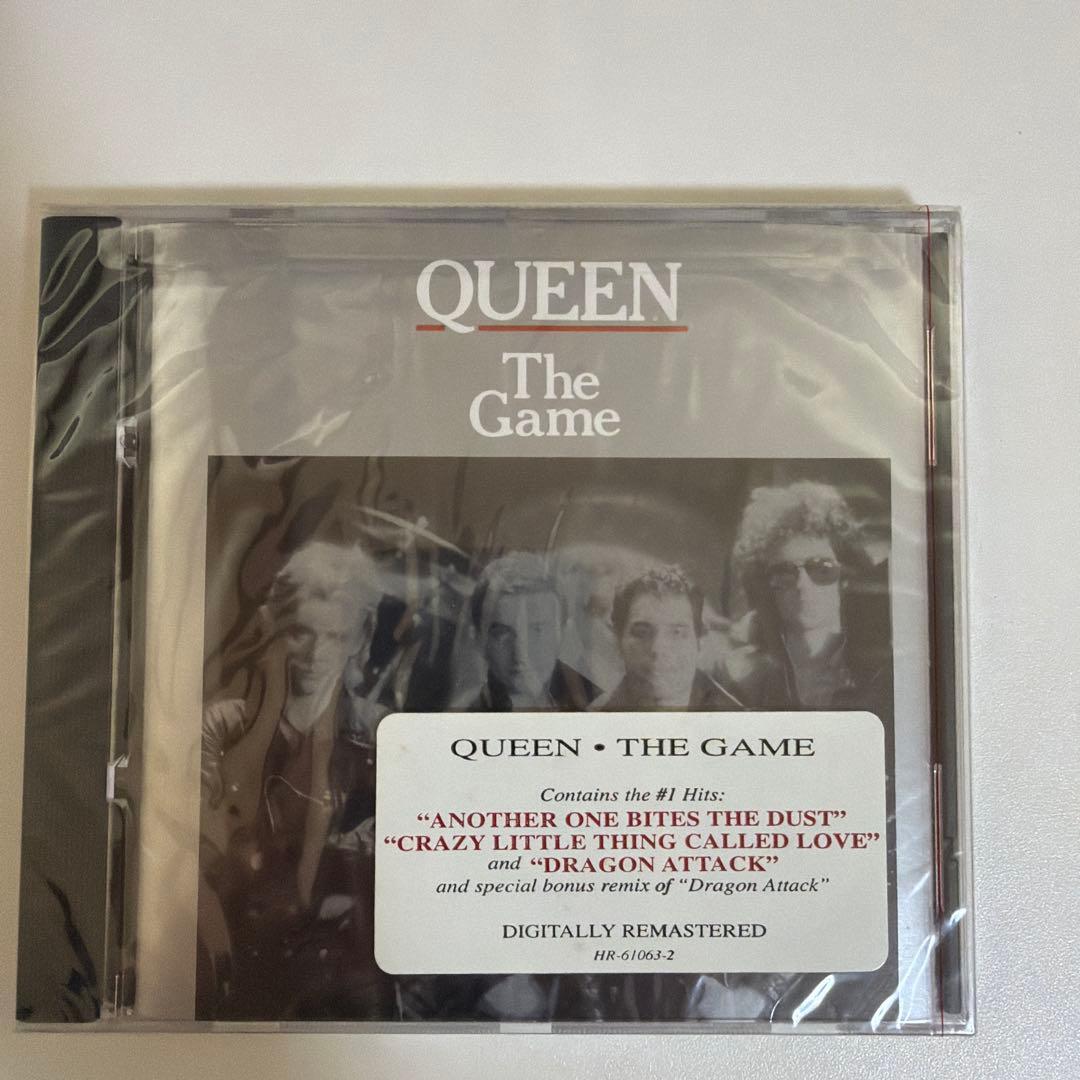 QUEEN
The
Game
QUEEN • THE GAME
Contains the #1 Hits:
“ANOTHER ONE BITES THE DUST”
“CRAZY LITTLE THING CALLED LOVE”
and “DRAGON ATTACK”
and special bonus remix of “Dragon Attack”
DIGITALLY REMASTERED
HR-61063-2